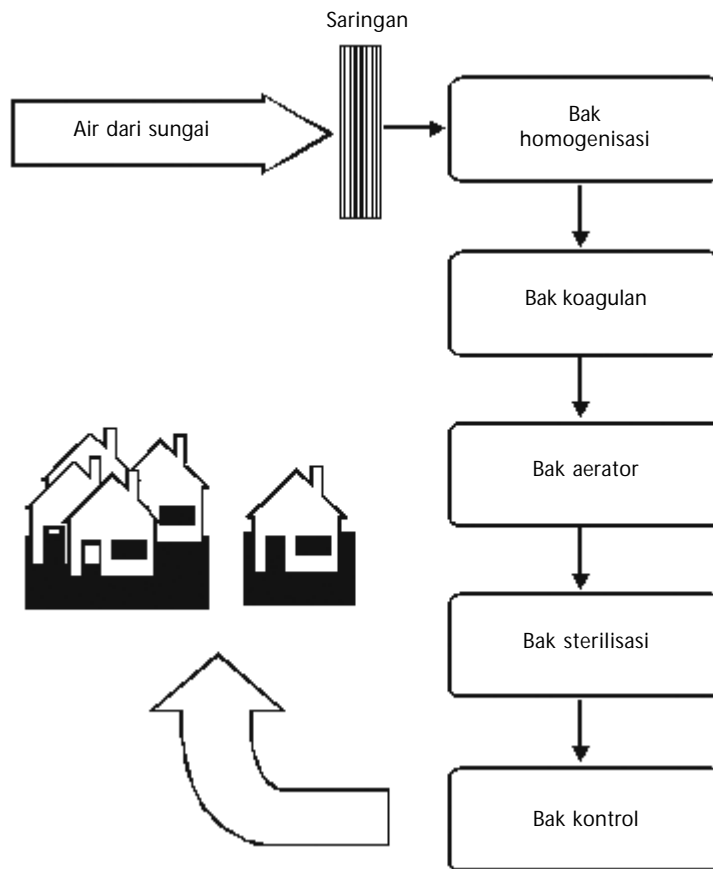 Saringan
Air dari sungai
Bak
homogenisasi
Bak koagulan
Bak aerator
Bak sterilisasi
Bak kontrol